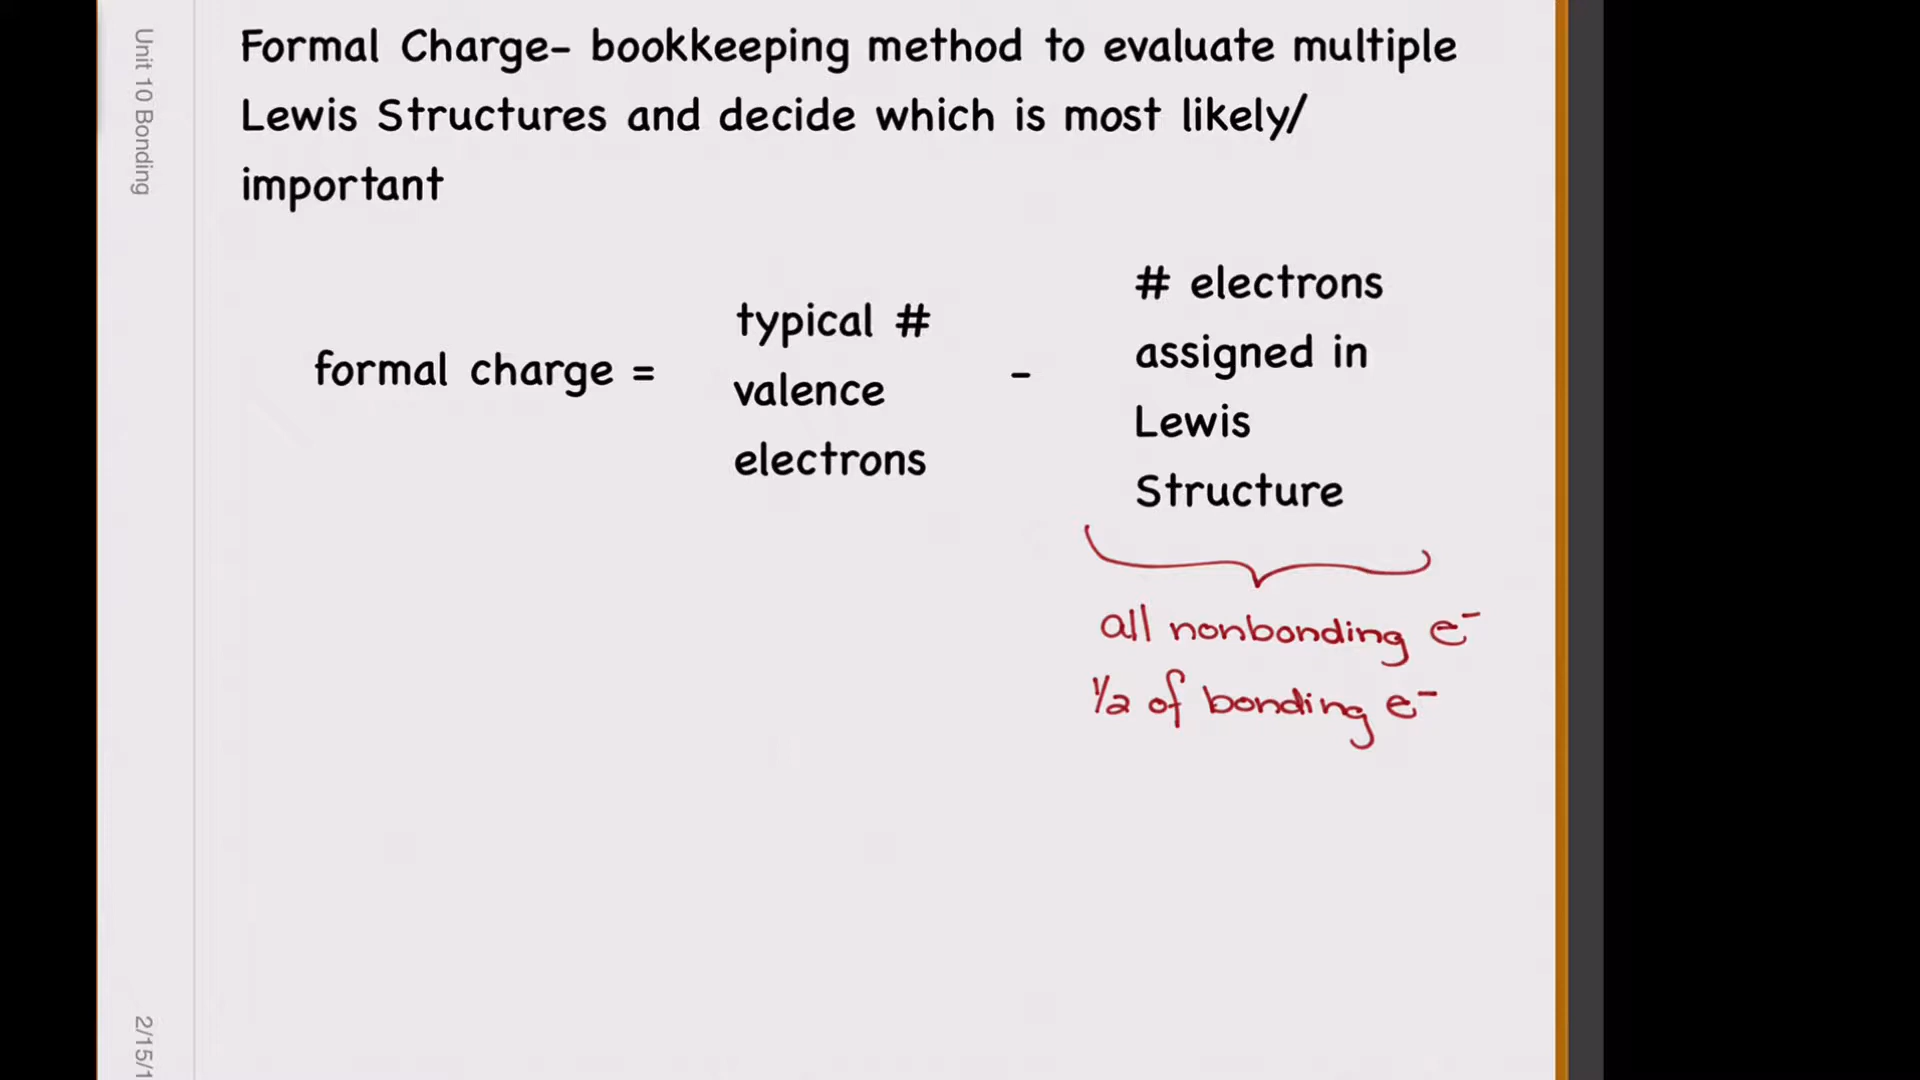 Formal Charge- bookkeeping method to evaluate multiple
Lewis Structures and decide which is most likely/
important
formal charge =
typical #
valence
electrons
-
# electrons
assigned in
Lewis
Structure
all nonbonding e⁻
1/2 of bonding e⁻
Unit 10 Bonding
2/15/1